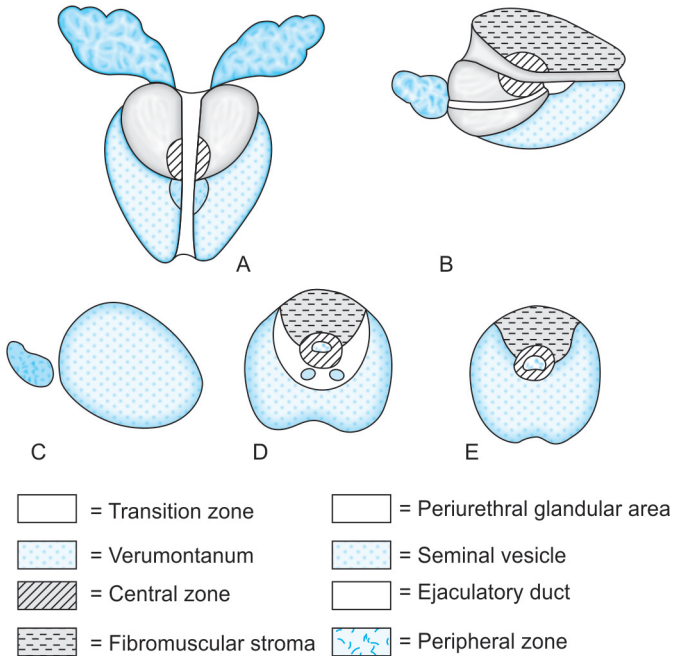 A
B
C
D
E
= Transition zone
= Periurethral glandular area
= Verumontanum
= Seminal vesicle
= Central zone
= Ejaculatory duct
= Fibromuscular stroma
= Peripheral zone